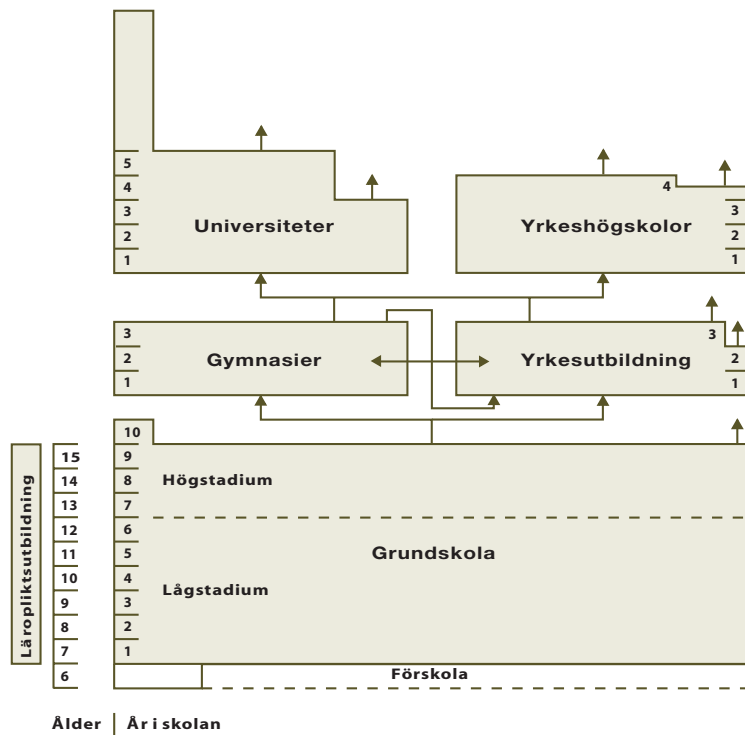 5
4
3
2
1
Universiteter
4
3
2
1
Yrkeshögskolor
3
2
1
Gymnasier
3
2
1
Yrkesutbildning
10
15 9
14 8 Högstadium
13 7
12 6
11 5 Grundskola
10 4
9 3 Lågstadium
8 2
7 1
6 Förskola
Läropliktsutbildning
Ålder År i skolan